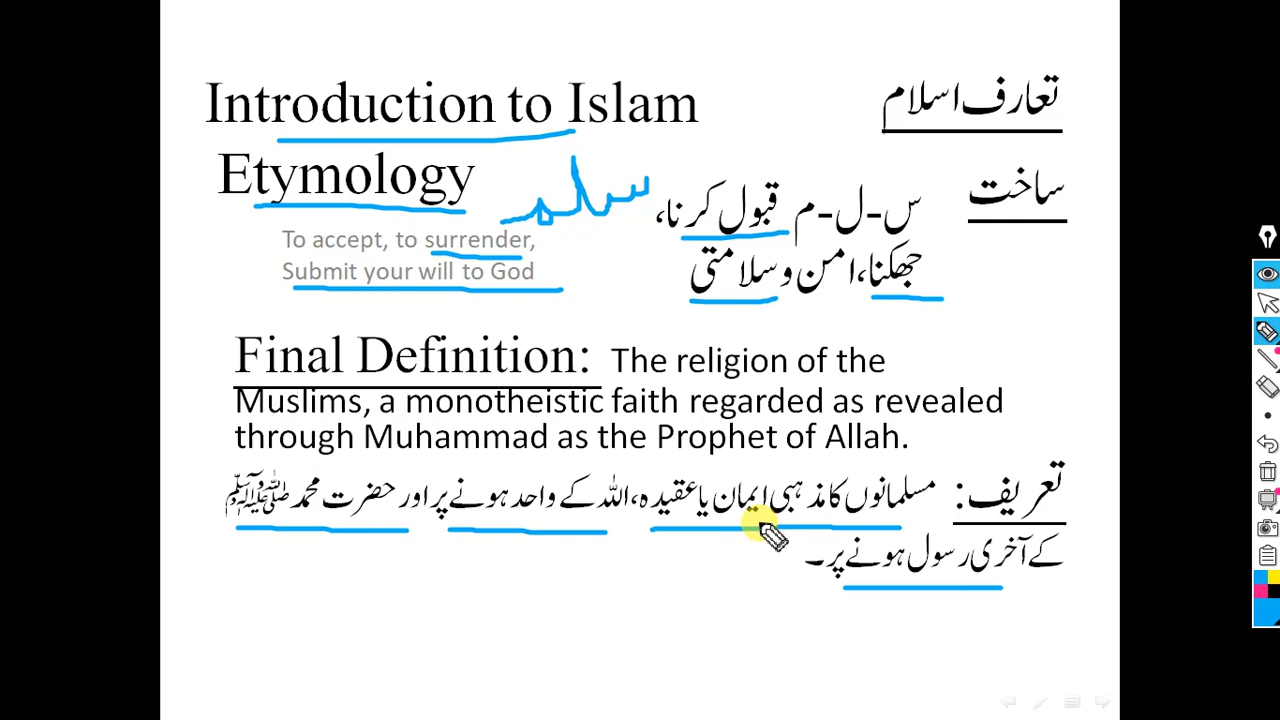 Introduction to Islam
تعارف اسلام
Etymology
ساخت
سلم
س-ل-م قبول کرنا،
To accept, to surrender,
Submit your will to God
جھکنا، امن و سلامتی
Final Definition: The religion of the
Muslims, a monotheistic faith regarded as revealed
through Muhammad as the Prophet of Allah.
تعریف: مسلمانوں کا مذہبی ایمان یا عقیدہ، اللہ کے واحد ہونے پر اور حضرت محمد ﷺ
کے آخری رسول ہونے پر۔